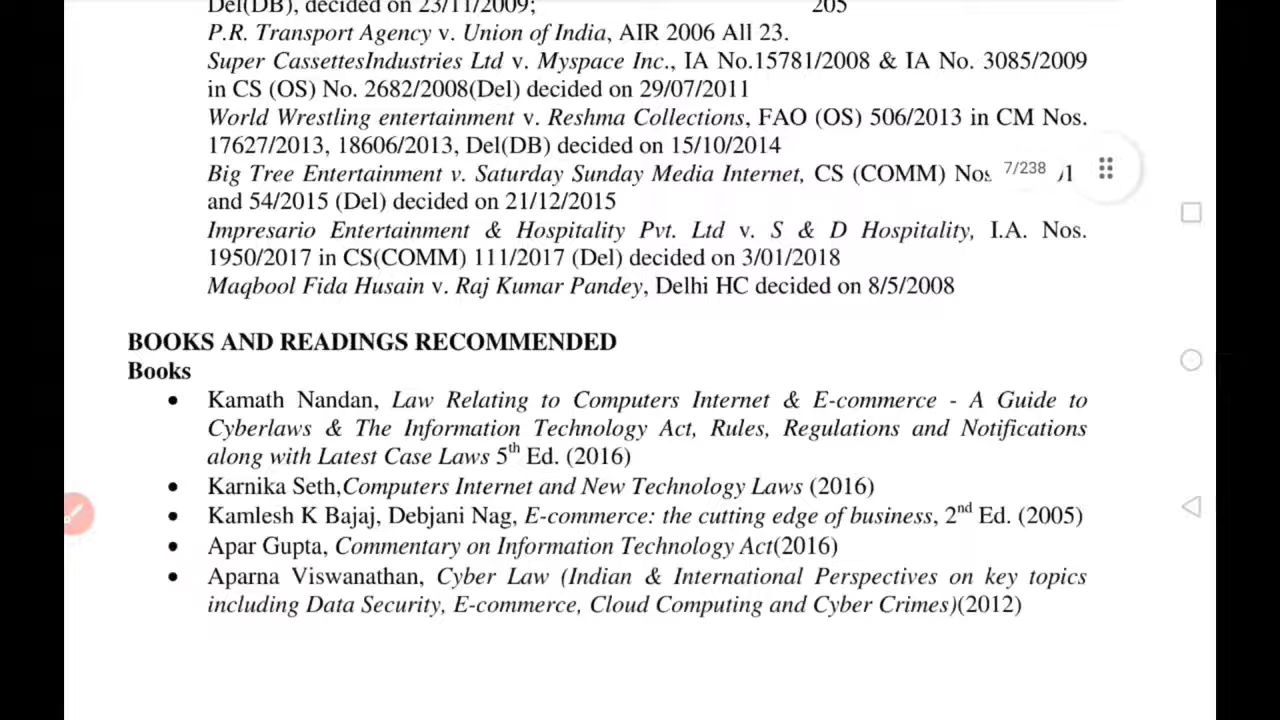 Del(DB), decided on 23/11/2009; 205
P.R. Transport Agency v. Union of India, AIR 2006 All 23.
Super CassettesIndustries Ltd v. Myspace Inc., IA No.15781/2008 & IA No. 3085/2009
in CS (OS) No. 2682/2008(Del) decided on 29/07/2011
World Wrestling entertainment v. Reshma Collections, FAO (OS) 506/2013 in CM Nos.
17627/2013, 18606/2013, Del(DB) decided on 15/10/2014
Big Tree Entertainment v. Saturday Sunday Media Internet, CS (COMM) Nos 7/238
and 54/2015 (Del) decided on 21/12/2015
Impresario Entertainment & Hospitality Pvt. Ltd v. S & D Hospitality, I.A. Nos.
1950/2017 in CS(COMM) 111/2017 (Del) decided on 3/01/2018
Maqbool Fida Husain v. Raj Kumar Pandey, Delhi HC decided on 8/5/2008
BOOKS AND READINGS RECOMMENDED
Books
• Kamath Nandan, Law Relating to Computers Internet & E-commerce - A Guide to
Cyberlaws & The Information Technology Act, Rules, Regulations and Notifications
along with Latest Case Laws 5th Ed. (2016)
• Karnika Seth,Computers Internet and New Technology Laws (2016)
• Kamlesh K Bajaj, Debjani Nag, E-commerce: the cutting edge of business, 2nd Ed. (2005)
• Apar Gupta, Commentary on Information Technology Act(2016)
• Aparna Viswanathan, Cyber Law (Indian & International Perspectives on key topics
including Data Security, E-commerce, Cloud Computing and Cyber Crimes)(2012)